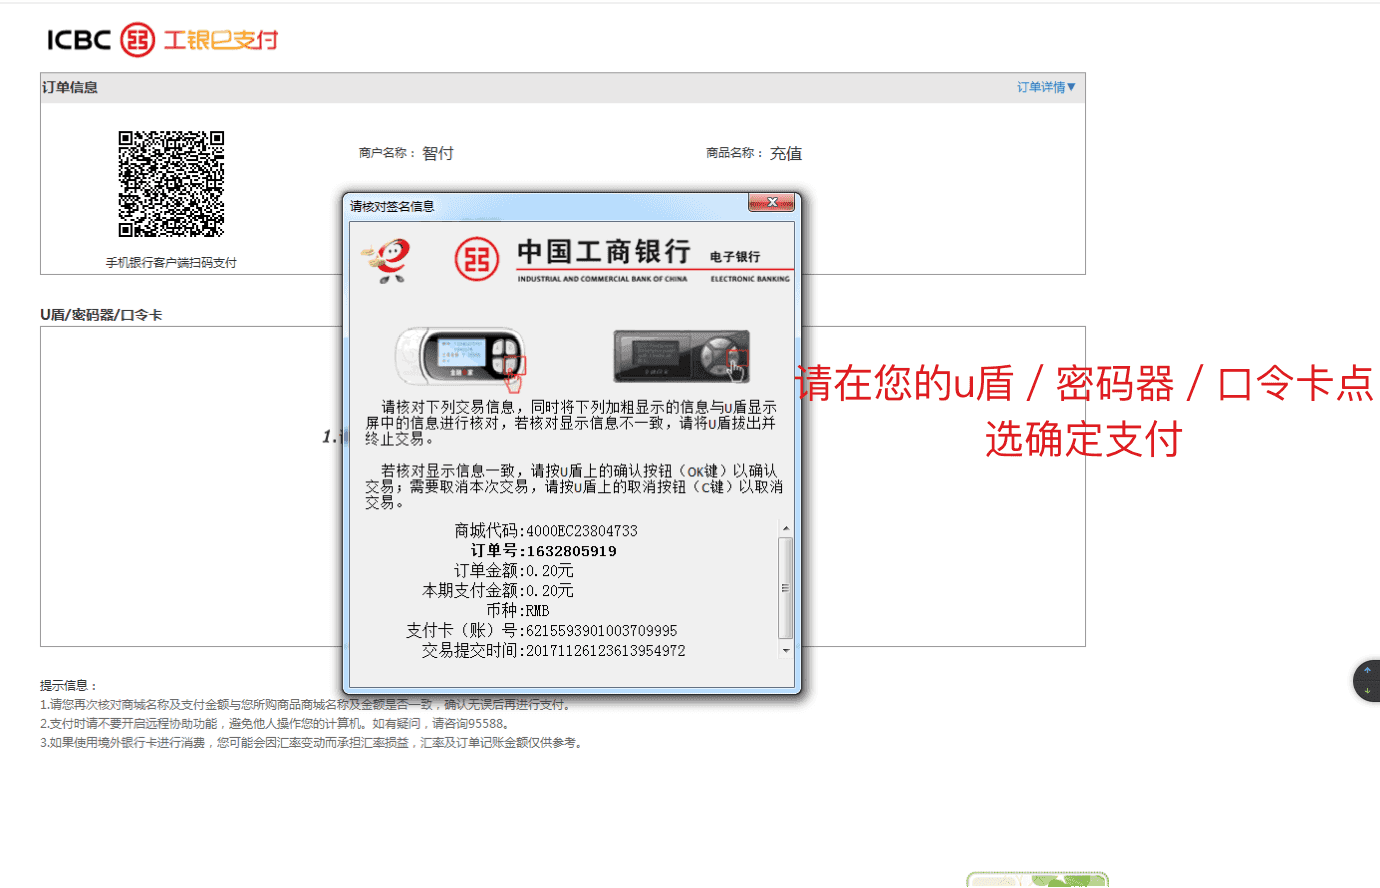 ICBC 工银e支付
订单信息
订单详情▼
商户名称： 智付
商品名称： 充值
手机银行客户端扫码支付
请核对签名信息
中国工商银行 电子银行
INDUSTRIAL AND COMMERCIAL BANK OF CHINA ELECTRONIC BANKING
U盾/密码器/口令卡
请核对下列交易信息，同时将下列加粗显示的信息与U盾显示
屏中的信息进行核对，若核对显示信息不一致，请将U盾拔出并
终止交易。
若核对显示信息一致，请按U盾上的确认按钮（OK键）以确认
交易；需要取消本次交易，请按U盾上的取消按钮（C键）以取消
交易。
请在您的u盾／密码器／口令卡点
选确定支付
1.
商城代码:4000EC23804733
订单号:1632805919
订单金额:0.20元
本期支付金额:0.20元
币种:RMB
支付卡（账）号:6215593901003709995
交易提交时间:20171126123613954972
提示信息：
1.请您再次核对商城名称及支付金额与您所购商品商城名称及金额是否一致，确认无误后再进行支付。
2.支付时请不要开启远程协助功能，避免他人操作您的计算机。如有疑问，请咨询95588。
3.如果使用境外银行卡进行消费，您可能会因汇率变动而承担汇率损益，汇率及订单记账金额仅供参考。